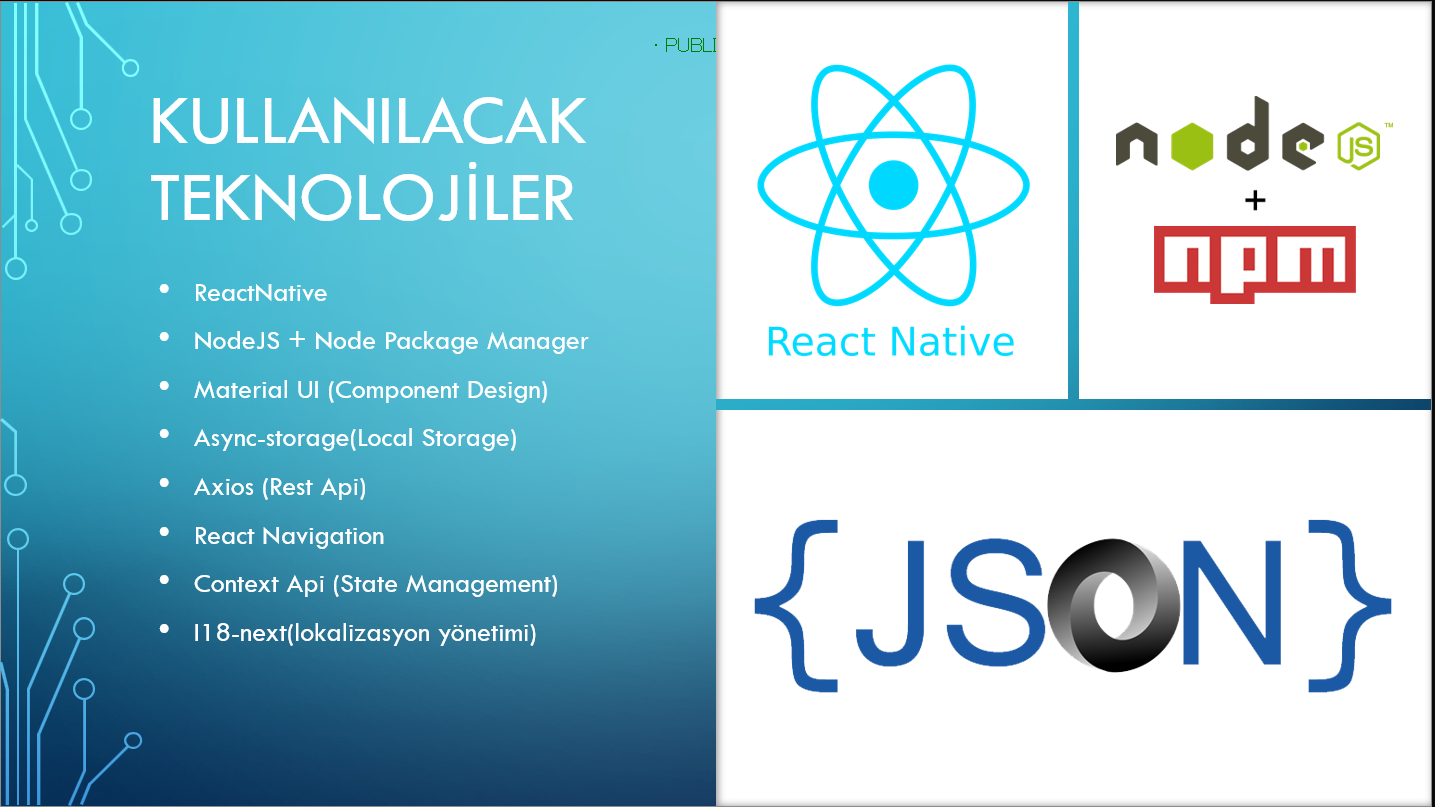 · PUBLI
KULLANILACAK
TEKNOLOJİLER
• ReactNative
• NodeJS + Node Package Manager
• Material UI (Component Design)
• Async-storage(Local Storage)
• Axios (Rest Api)
• React Navigation
• Context Api (State Management)
• I18-next(lokalizasyon yönetimi)
React Native
node JS ™
+
npm
{JSON}